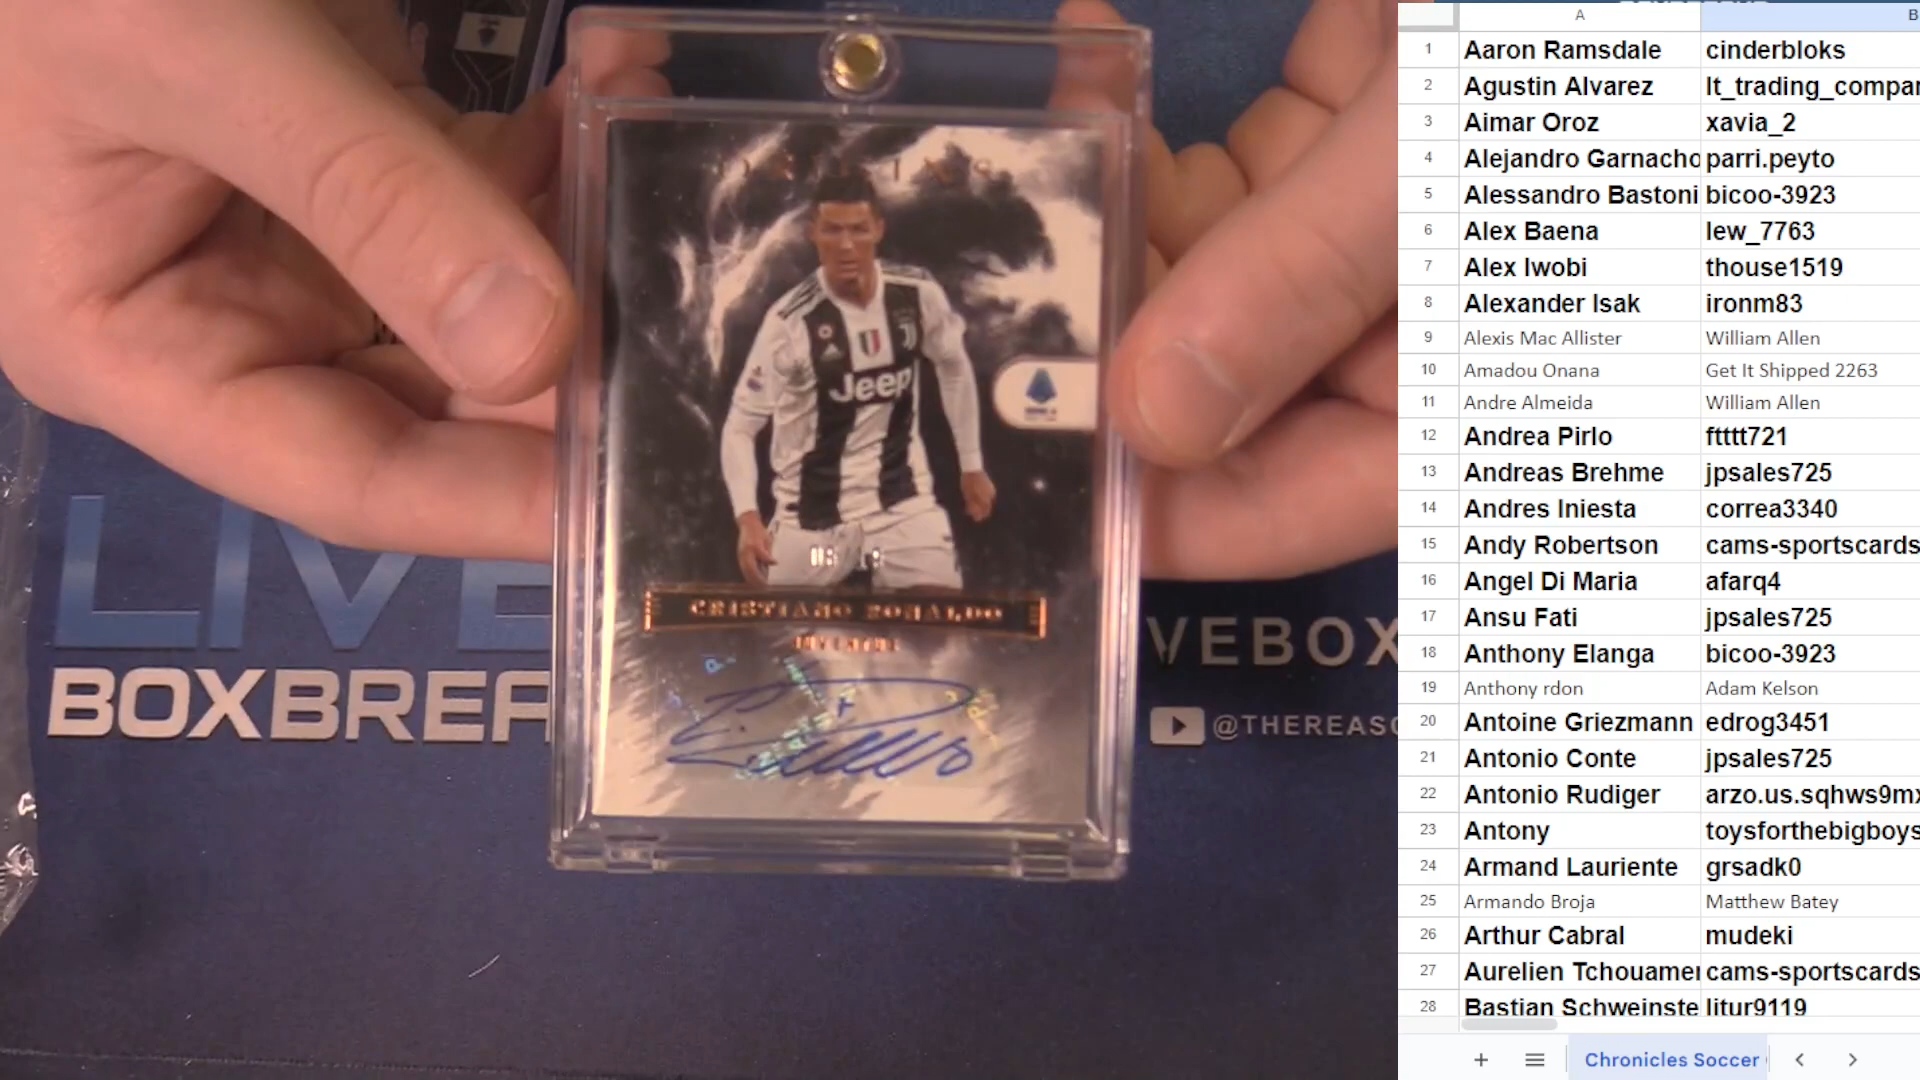 ORIGINS
Jeep
CRISTIANO RONALDO
JUVENTUS
LIVE
BOXBREA
VEBOX
@THEREASO
A B
1 Aaron Ramsdale cinderbloks
2 Agustin Alvarez lt_trading_compar
3 Aimar Oroz xavia_2
4 Alejandro Garnacho parri.peyto
5 Alessandro Bastoni bicoo-3923
6 Alex Baena lew_7763
7 Alex Iwobi thouse1519
8 Alexander Isak ironm83
9 Alexis Mac Allister William Allen
10 Amadou Onana Get It Shipped 2263
11 Andre Almeida William Allen
12 Andrea Pirlo ftttt721
13 Andreas Brehme jpsales725
14 Andres Iniesta correa3340
15 Andy Robertson cams-sportscards
16 Angel Di Maria afarq4
17 Ansu Fati jpsales725
18 Anthony Elanga bicoo-3923
19 Anthony rdon Adam Kelson
20 Antoine Griezmann edrog3451
21 Antonio Conte jpsales725
22 Antonio Rudiger arzo.us.sqhws9mx
23 Antony toysforthebigboys
24 Armand Lauriente grsadk0
25 Armando Broja Matthew Batey
26 Arthur Cabral mudeki
27 Aurelien Tchouamer cams-sportscards
28 Bastian Schweinste litur9119
Chronicles Soccer